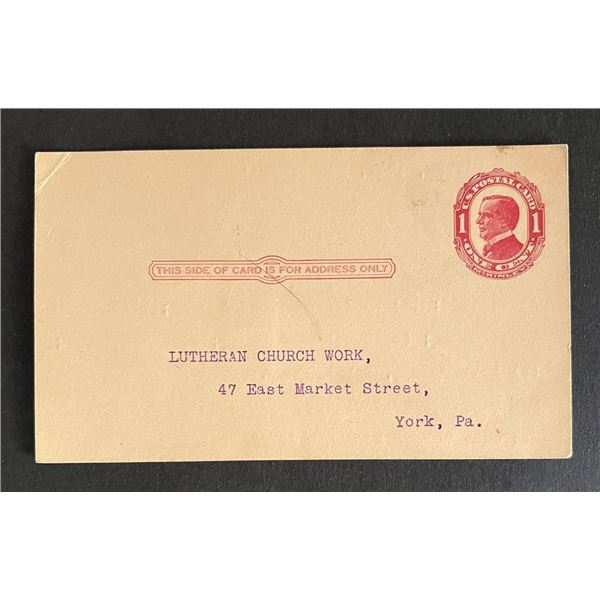 U.S. POSTAL CARD
1 1
ONE CENT.
McKINLEY
THIS SIDE OF CARD IS FOR ADDRESS ONLY
LUTHERAN CHURCH WORK,
47 East Market Street,
York, Pa.